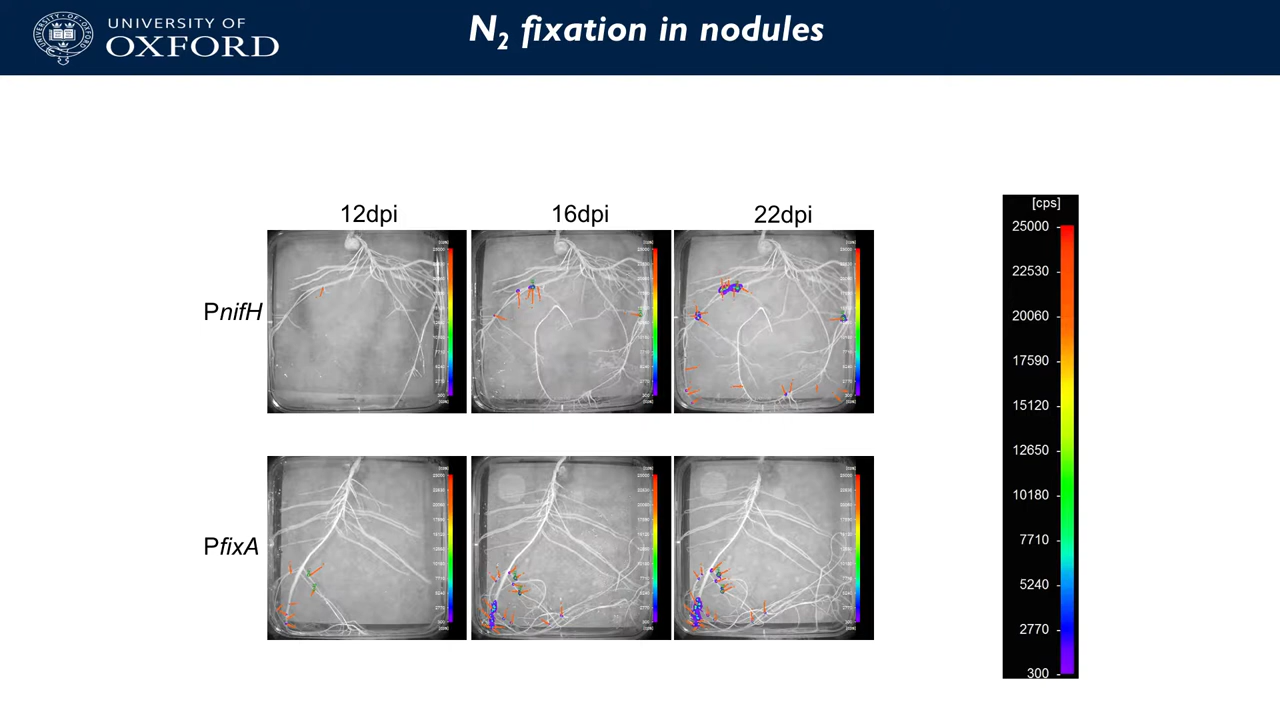 UNIVERSITY OF
OXFORD
N2 fixation in nodules
12dpi
16dpi
22dpi
PnifH
PfixA
[cps]
25000
22530
20060
17590
15120
12650
10180
7710
5240
2770
300